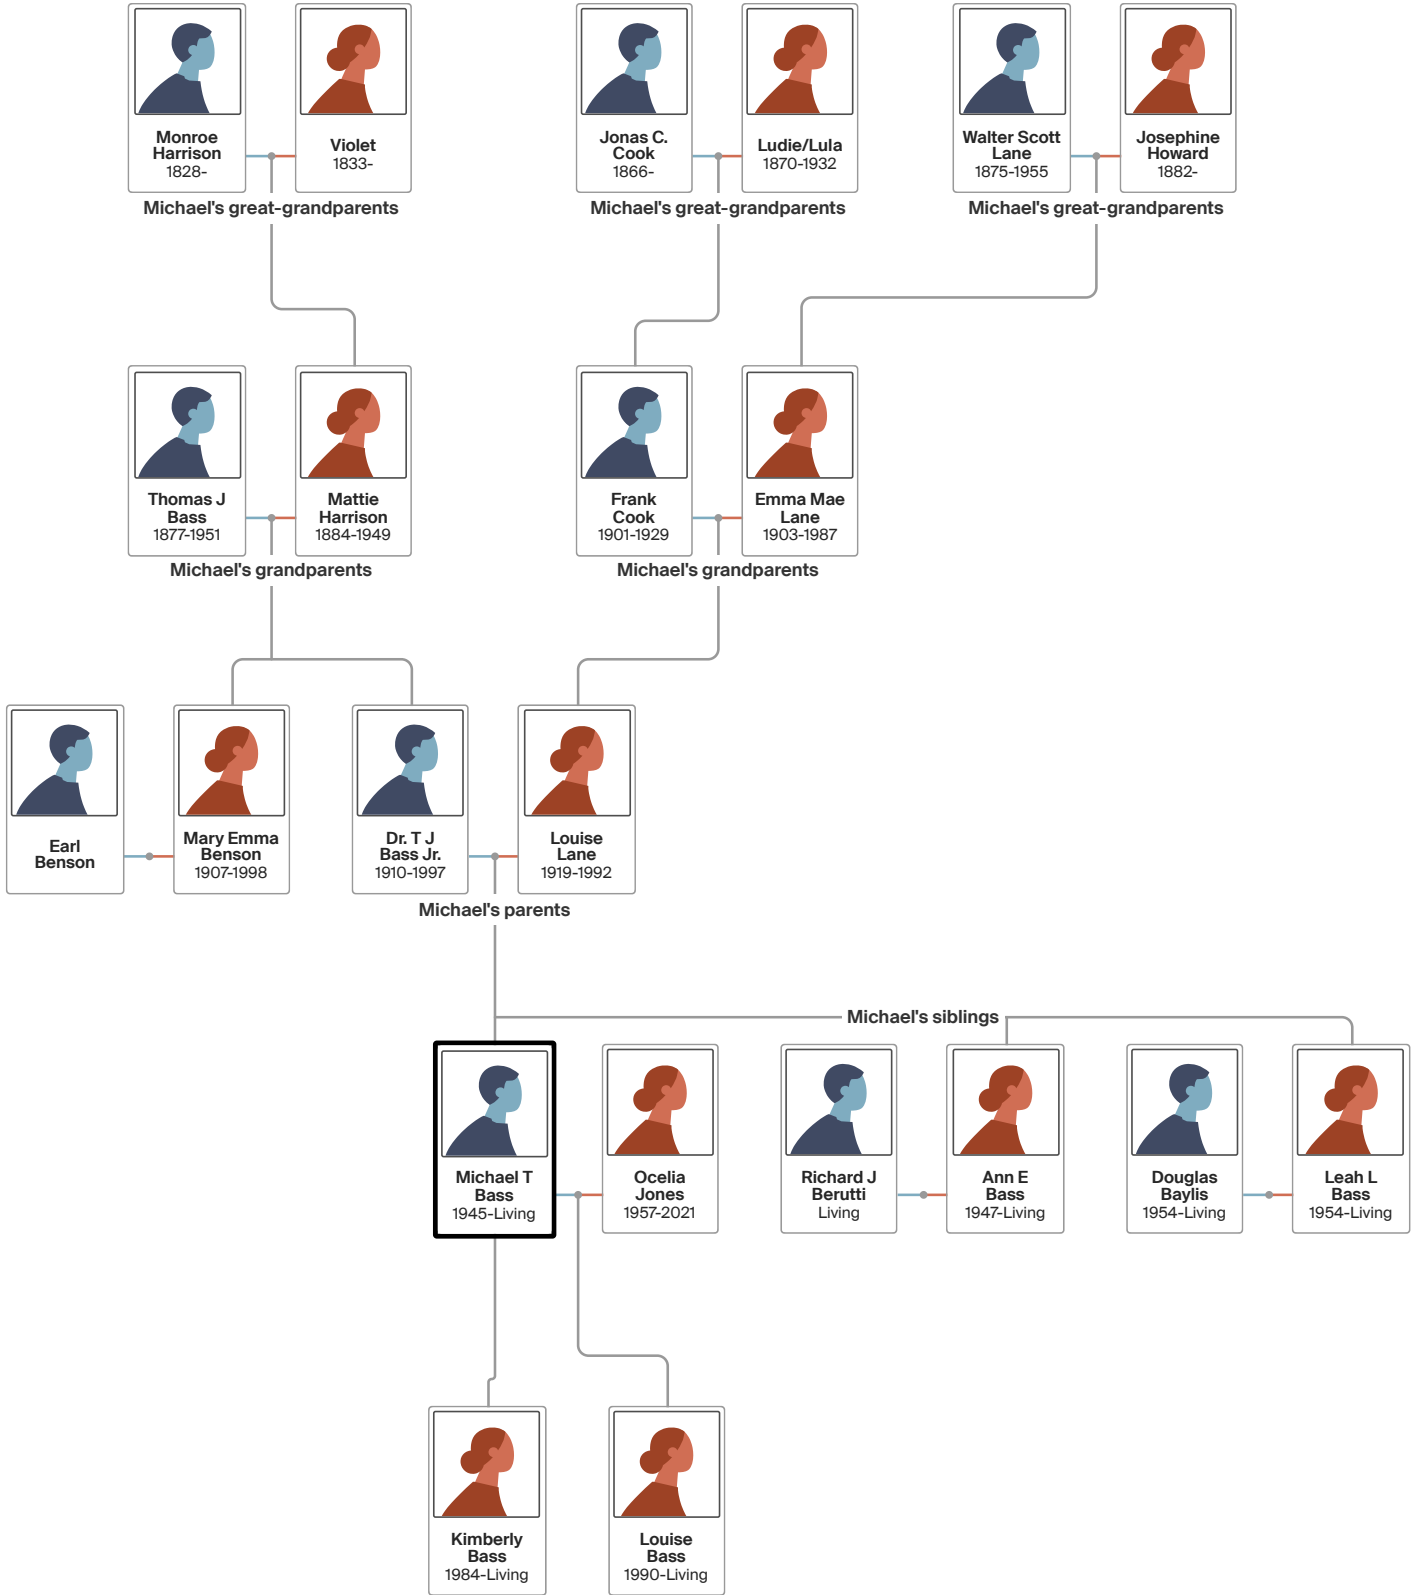 Monroe
Harrison
1828-
Violet
1833-
Jonas C.
Cook
1866-
Ludie/Lula
1870-1932
Walter Scott
Lane
1875-1955
Josephine
Howard
1882-
Michael's great-grandparents
Michael's great-grandparents
Michael's great-grandparents
Thomas J
Bass
1877-1951
Mattie
Harrison
1884-1949
Frank
Cook
1901-1929
Emma Mae
Lane
1903-1987
Michael's grandparents
Michael's grandparents
Earl
Benson
Mary Emma
Benson
1907-1998
Dr. T J
Bass Jr.
1910-1997
Louise
Lane
1919-1992
Michael's parents
Michael's siblings
Michael T
Bass
1945-Living
Ocelia
Jones
1957-2021
Richard J
Berutti
Living
Ann E
Bass
1947-Living
Douglas
Baylis
1954-Living
Leah L
Bass
1954-Living
Kimberly
Bass
1984-Living
Louise
Bass
1990-Living